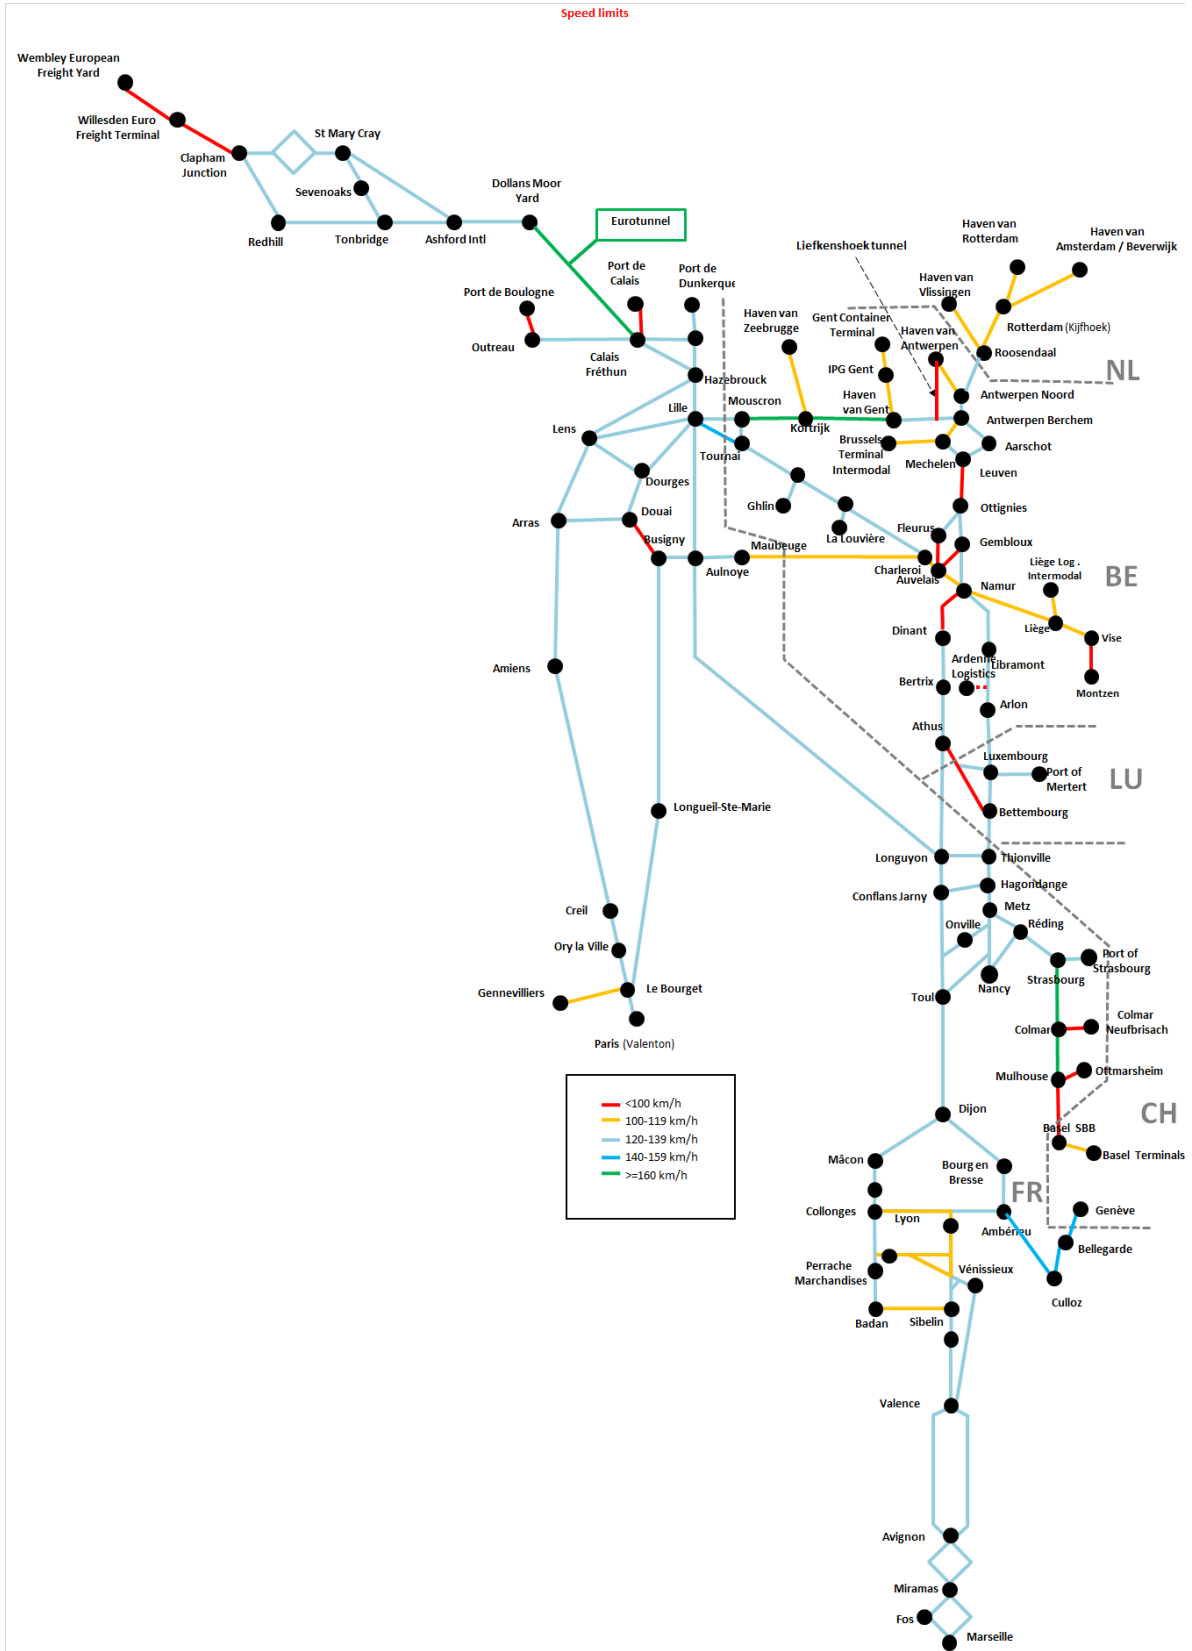 Speed limits
Wembley European
Freight Yard
Willesden Euro
Freight Terminal
St Mary Cray
Clapham
Junction
Sevenoaks
Dollans Moor
Yard
Redhill
Tonbridge
Ashford Intl
Eurotunnel
Haven van
Rotterdam
Haven van
Amsterdam / Beverwijk
Liefkenshoek tunnel
Port de
Calais
Port de
Dunkerque
Haven van
Vlissingen
Port de Boulogne
Haven van
Zeebrugge
Gent Container
Terminal
Haven van
Antwerpen
Rotterdam (Kijfhoek)
Outreau
Calais
Fréthun
Roosendaal
NL
IPG Gent
Hazebrouck
Mouscron
Haven
van Gent
Antwerpen Noord
Lille
Kortrijk
Antwerpen Berchem
Lens
Tournai
Brussels
Terminal
Intermodal
Mechelen
Aarschot
Leuven
Dourges
Ghlin
Ottignies
Douai
Arras
La Louvière
Fleurus
Busigny
Maubeuge
Gembloux
Aulnoye
Charleroi
Auvelais
Liège Log .
Intermodal
BE
Namur
Dinant
Liège
Vise
Ardenne
Logistics
Libramont
Amiens
Bertrix
Montzen
Arlon
Athus
Luxembourg
Port of
Mertert
LU
Longueil-Ste-Marie
Bettembourg
Longuyon
Thionville
Hagondange
Conflans Jarny
Metz
Creil
Onville
Réding
Ory la Ville
Port of
Strasbourg
Strasbourg
Gennevilliers
Le Bourget
Toul
Nancy
Colmar
Neufbrisach
Colmar
Paris (Valenton)
Mulhouse
Ottmarsheim
<100 km/h
100-119 km/h
120-139 km/h
140-159 km/h
>=160 km/h
Dijon
CH
Basel SBB
Basel Terminals
Mâcon
Bourg en
Bresse
FR
Collonges
Lyon
Ambérieu
Genève
Bellegarde
Perrache
Marchandises
Vénissieux
Culloz
Badan
Sibelin
Valence
Avignon
Miramas
Fos
Marseille